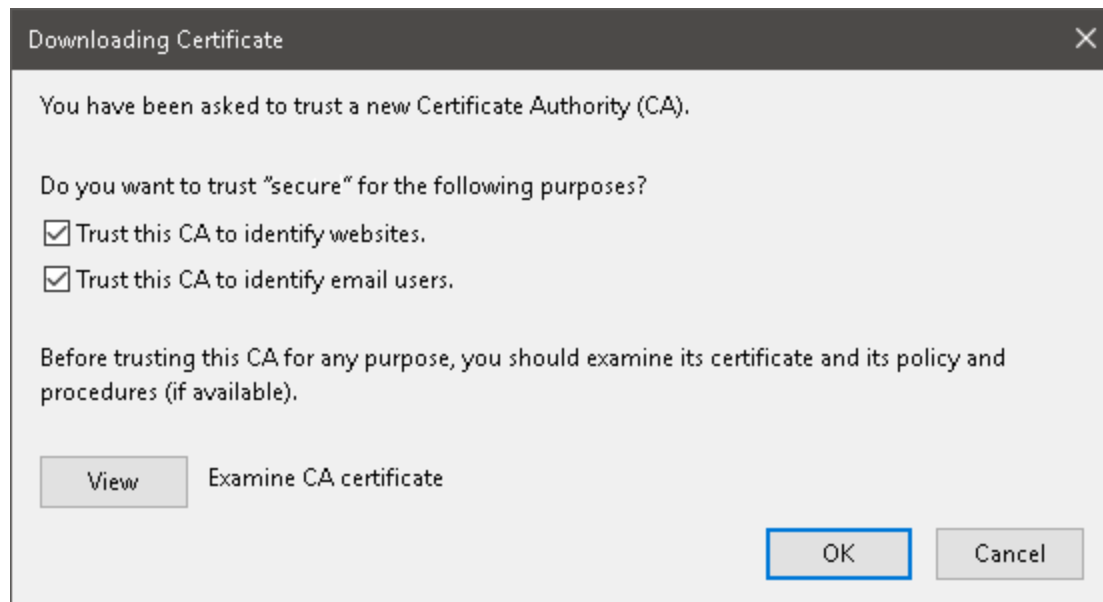 Downloading Certificate
You have been asked to trust a new Certificate Authority (CA).
Do you want to trust “secure“ for the following purposes?
Trust this CA to identify websites.
Trust this CA to identify email users.
Before trusting this CA for any purpose, you should examine its certificate and its policy and
procedures (if available).
View Examine CA certificate
OK Cancel